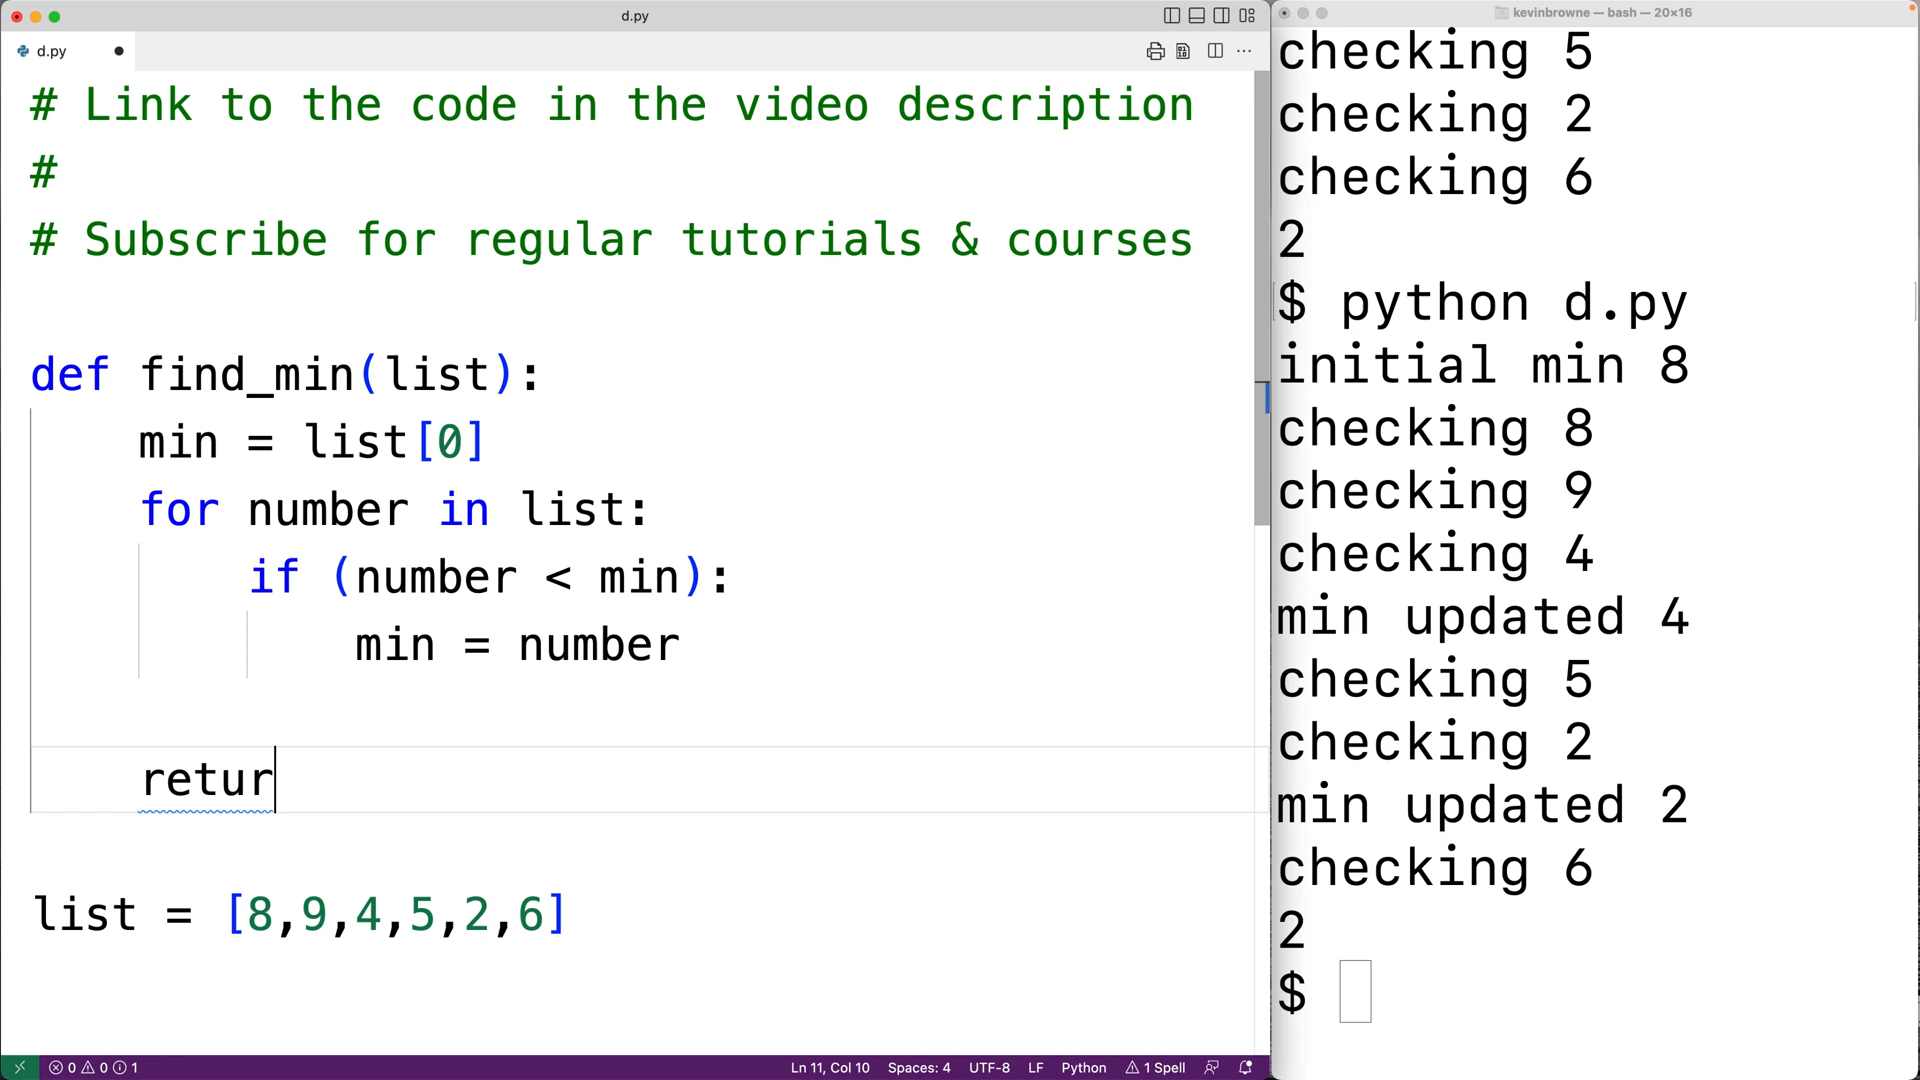 d.py
d.py
# Link to the code in the video description
#
# Subscribe for regular tutorials & courses
def find_min(list):
    min = list[0]
    for number in list:
        if (number < min):
            min = number
    retur
list = [8,9,4,5,2,6]
0 0 1
Ln 11, Col 10 Spaces: 4 UTF-8 LF Python 1 Spell
kevinbrowne — bash — 20×16
checking 5
checking 2
checking 6
2
$ python d.py
initial min 8
checking 8
checking 9
checking 4
min updated 4
checking 5
checking 2
min updated 2
checking 6
2
$